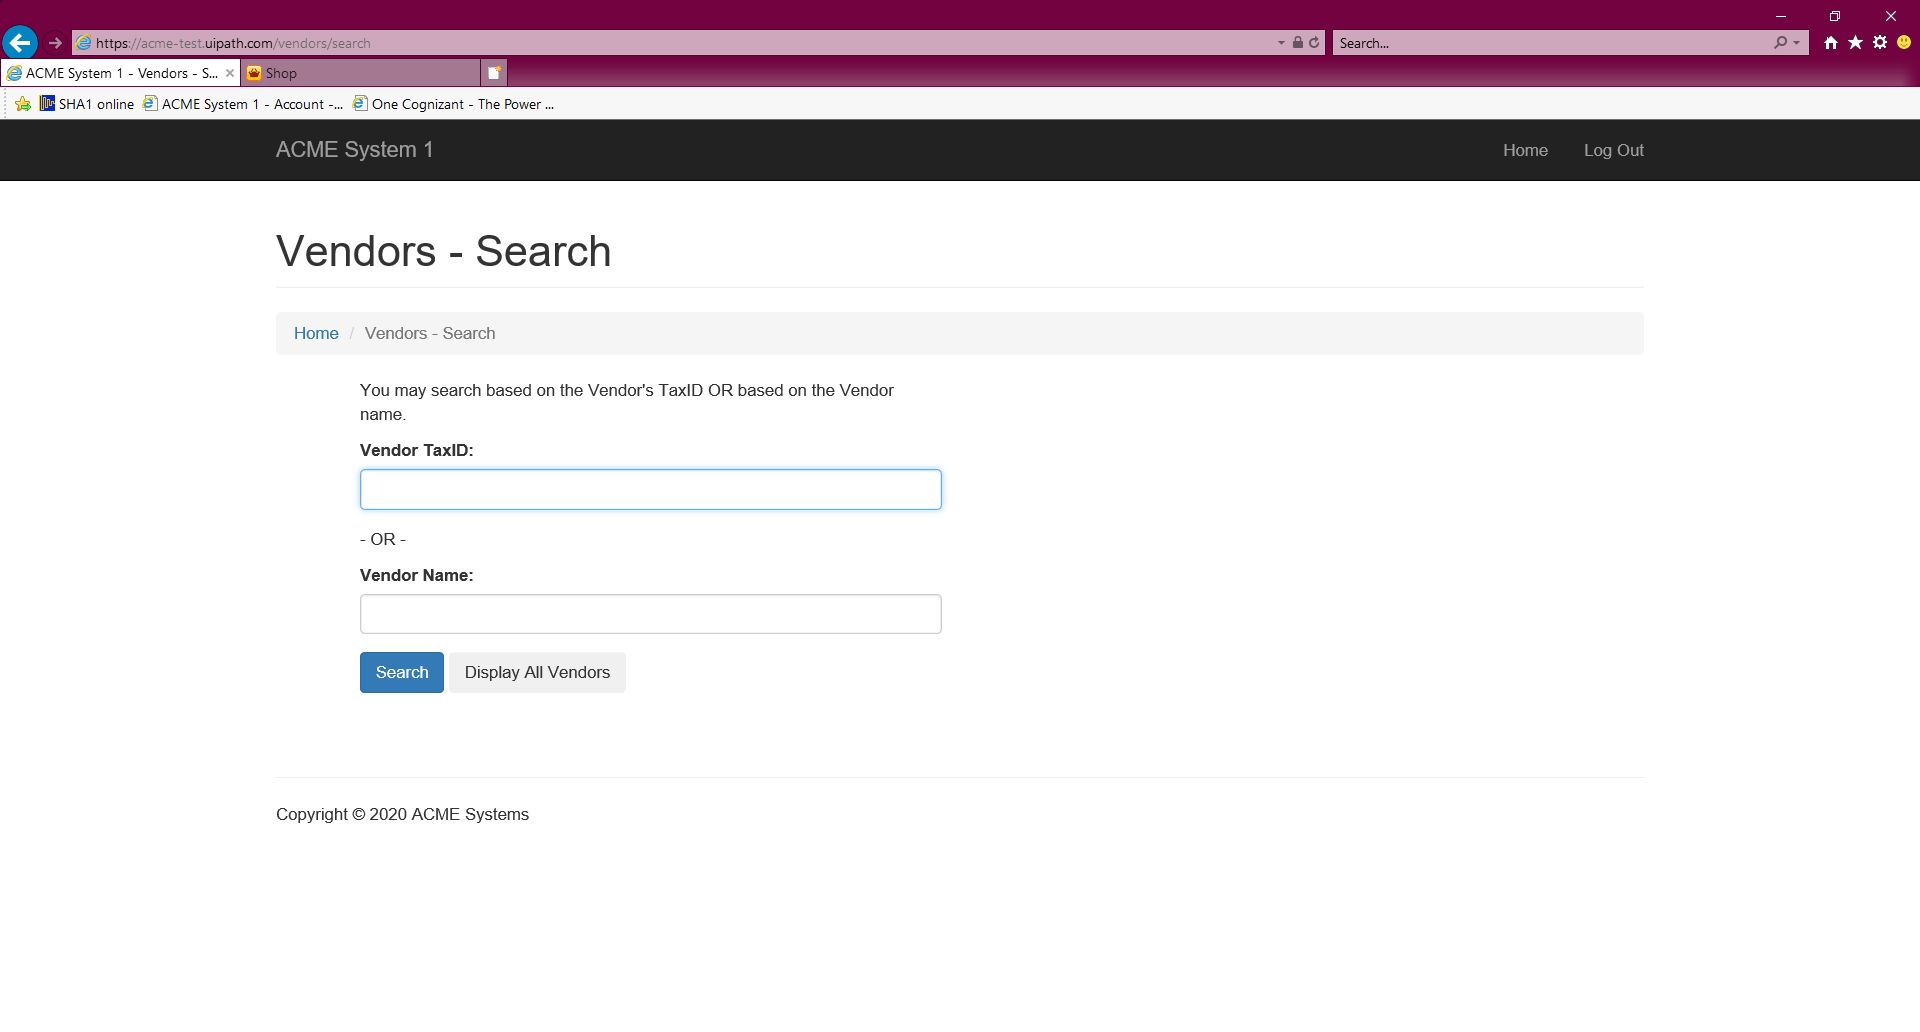 https://acme-test.uipath.com/vendors/search
Search...
ACME System 1 - Vendors - S...
Shop
SHA1 online
ACME System 1 - Account -...
One Cognizant - The Power ...
ACME System 1
Home
Log Out
Vendors - Search
Home / Vendors - Search
You may search based on the Vendor's TaxID OR based on the Vendor
name.
Vendor TaxID:
- OR -
Vendor Name:
Search
Display All Vendors
Copyright © 2020 ACME Systems